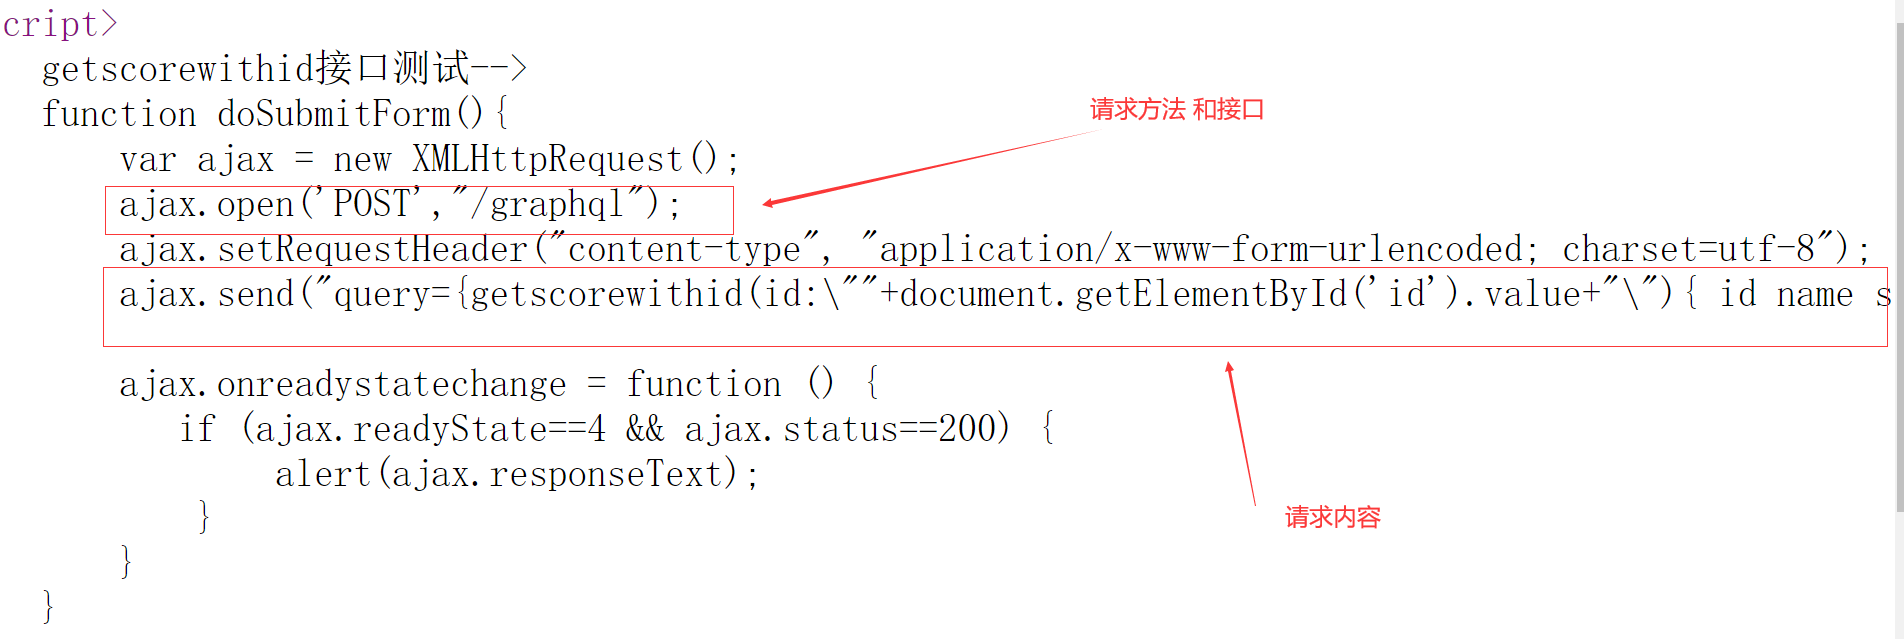 cript>
getscorewithid接口测试-->
function doSubmitForm(){
请求方法 和接口
var ajax = new XMLHttpRequest();
ajax.open('POST',"/graphql");
ajax.setRequestHeader("content-type", "application/x-www-form-urlencoded; charset=utf-8");
ajax.send("query={getscorewithid(id:\""+document.getElementById('id').value+"\"){ id name s
ajax.onreadystatechange = function () {
if (ajax.readyState==4 && ajax.status==200) {
alert(ajax.responseText);
}
请求内容
}
}